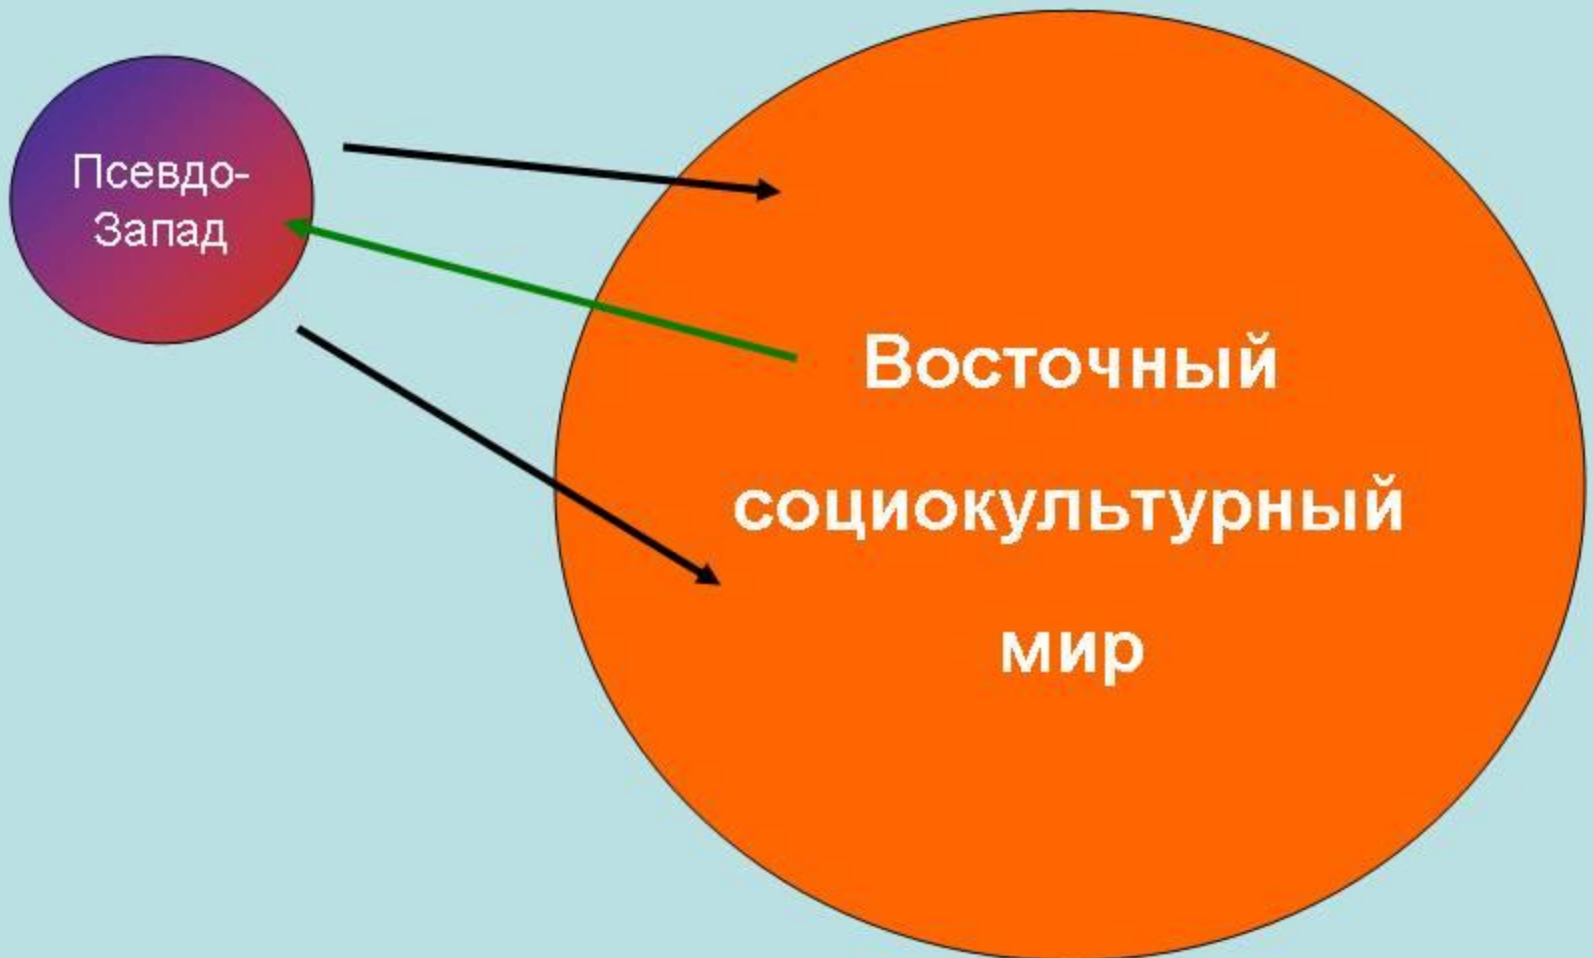 Псевдо-
Запад
Восточный
социокультурный
мир